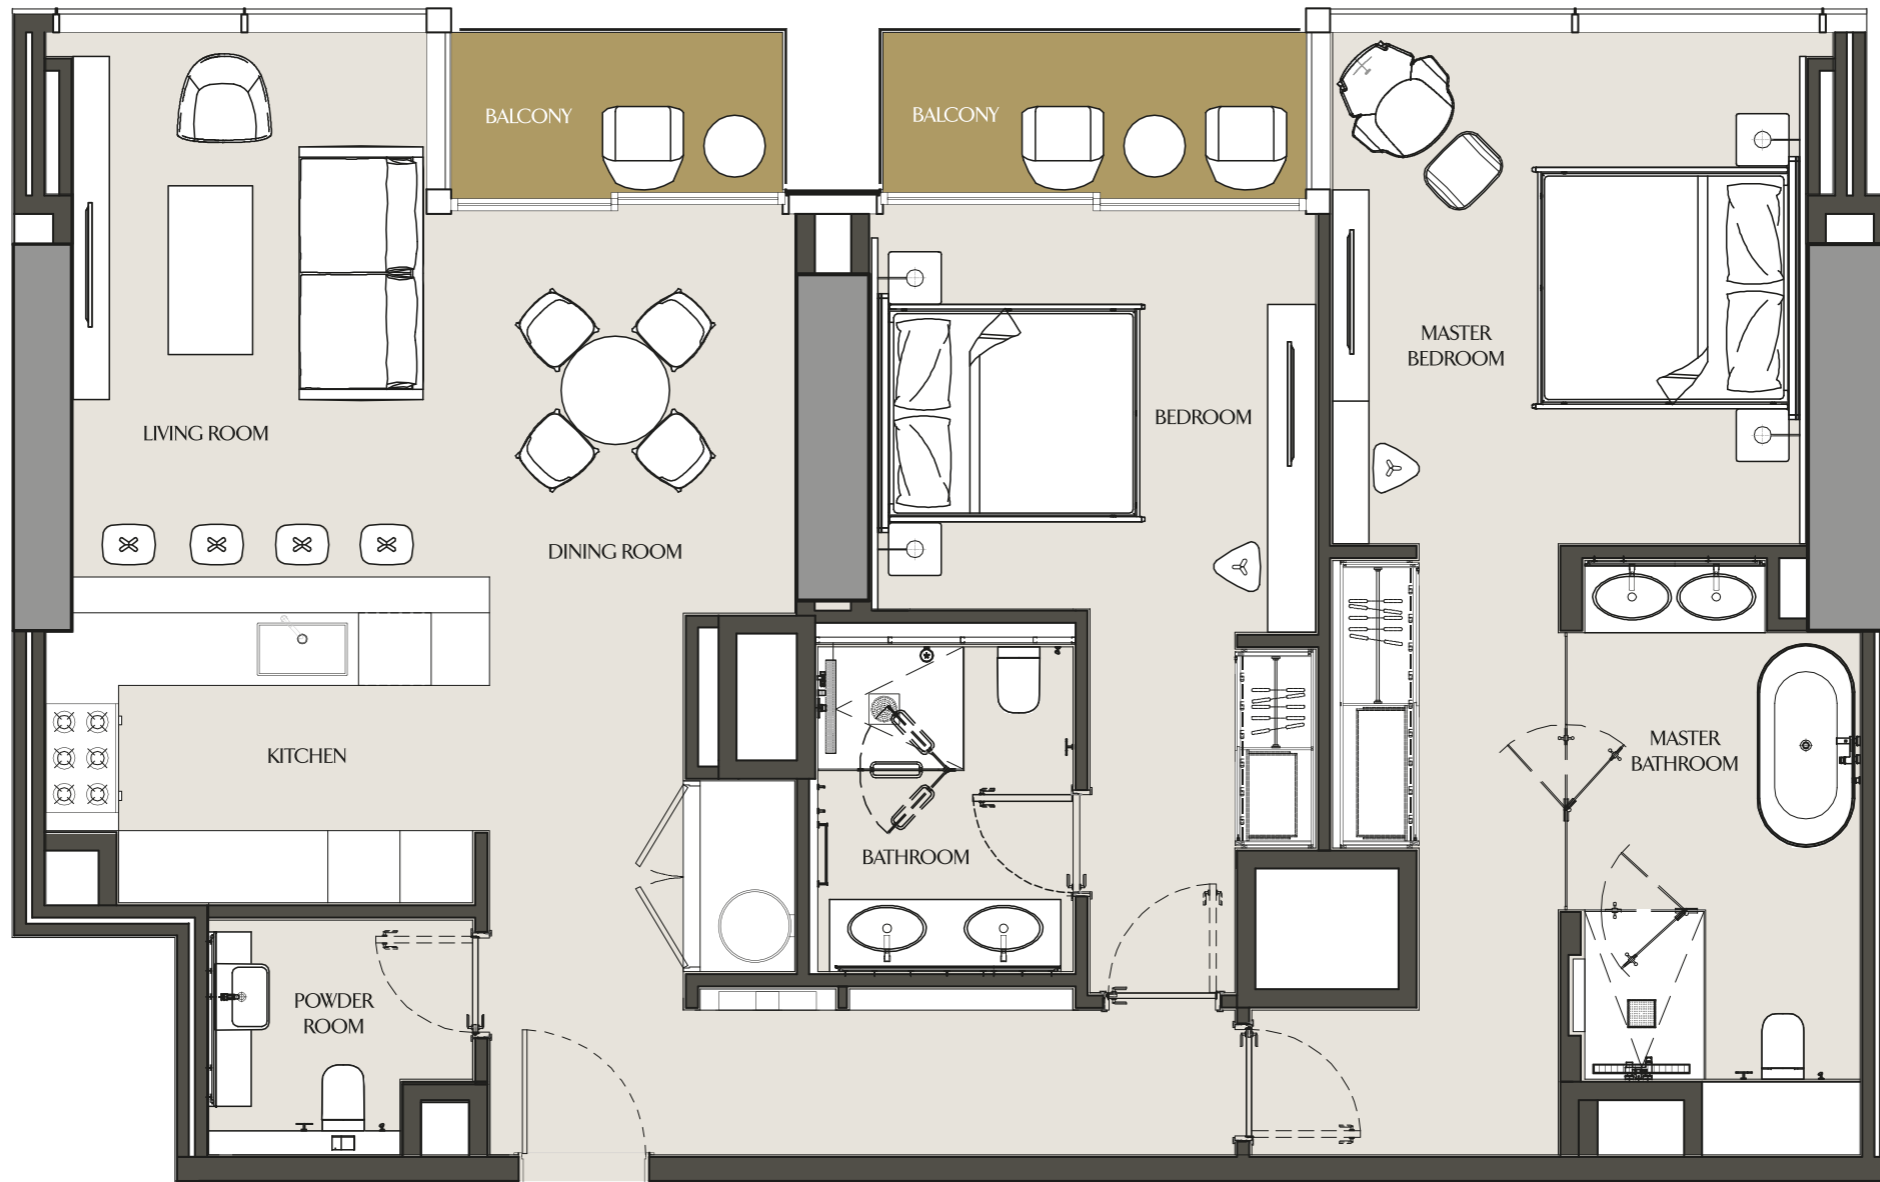 BALCONY
BALCONY
MASTER
BEDROOM
BEDROOM
LIVING ROOM
DINING ROOM
KITCHEN
MASTER
BATHROOM
BATHROOM
POWDER
ROOM